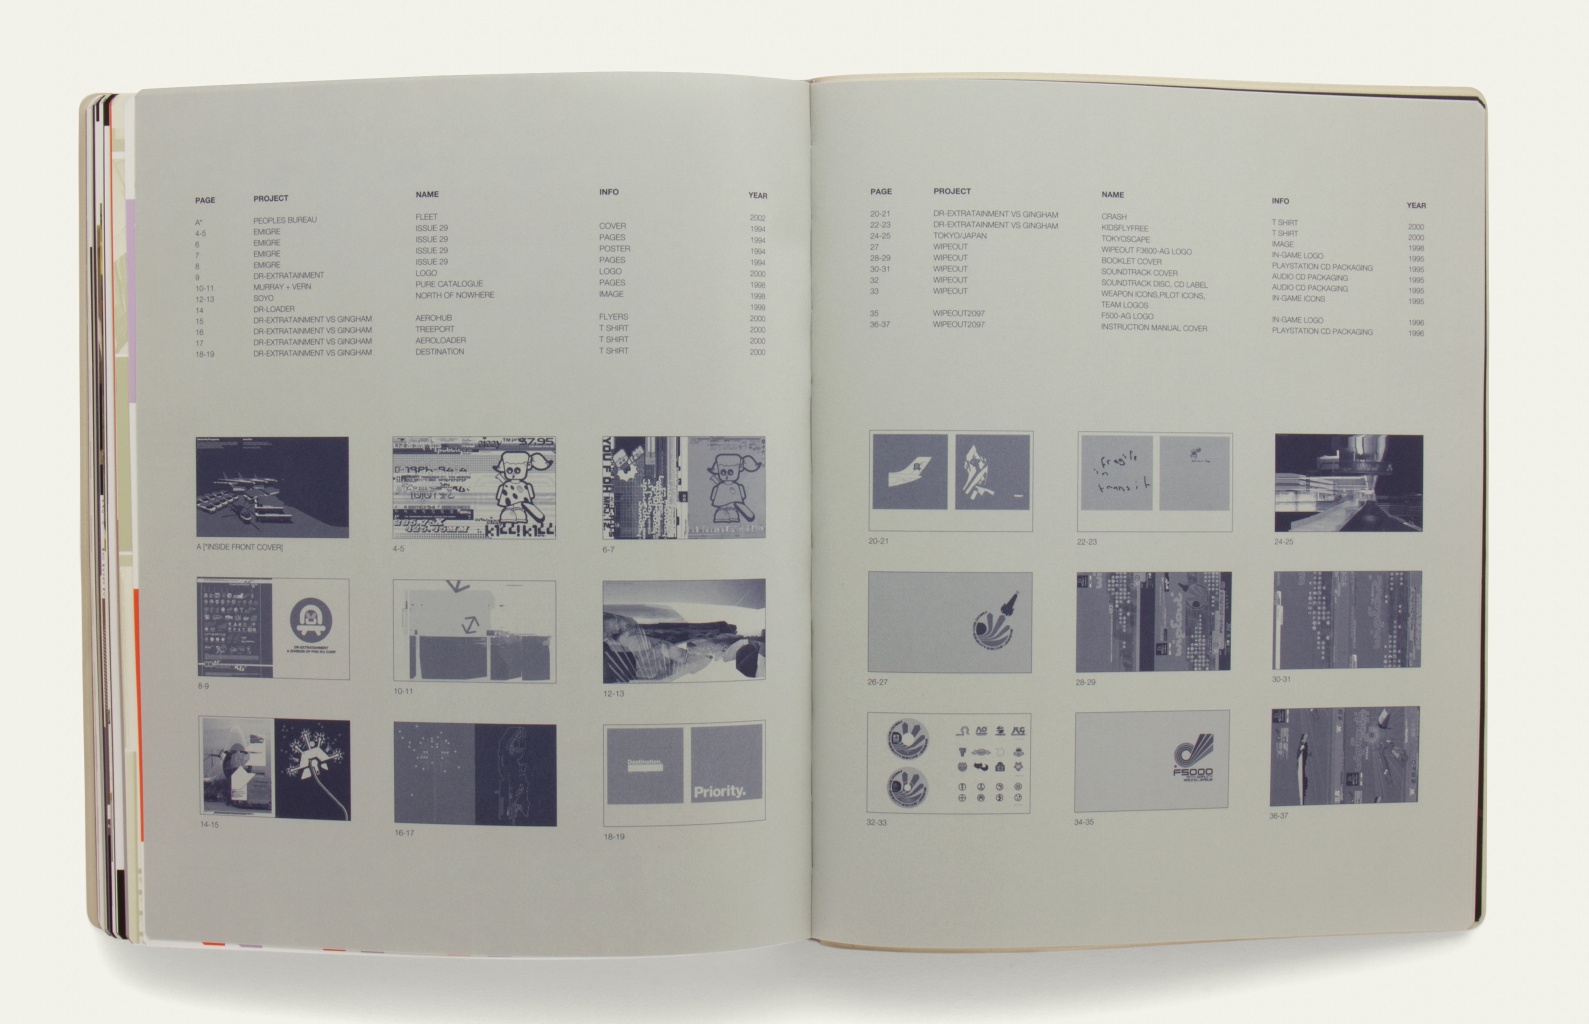 PAGE PROJECT NAME INFO YEAR
A* PEOPLES BUREAU FLEET 2002
4-5 EMIGRE ISSUE 29 COVER 1994
6 EMIGRE ISSUE 29 PAGES 1994
7 EMIGRE ISSUE 29 POSTER 1994
8 EMIGRE ISSUE 29 PAGES 1994
9 DR-EXTRATAINMENT LOGO LOGO 2000
10-11 MURRAY + VERN PURE CATALOGUE PAGES 1998
12-13 SOYO NORTH OF NOWHERE IMAGE 1998
14 DR-LOADER 1999
15 DR-EXTRATAINMENT VS GINGHAM AEROHUB FLYERS 2000
16 DR-EXTRATAINMENT VS GINGHAM TREEPORT T SHIRT 2000
17 DR-EXTRATAINMENT VS GINGHAM AEROLOADER T SHIRT 2000
18-19 DR-EXTRATAINMENT VS GINGHAM DESTINATION T SHIRT 2000
$7.95
A [*INSIDE FRONT COVER]
4-5
6-7
DR-EXTRATAINMENT
8-9
10-11
12-13
Destination.
Priority.
14-15
16-17
18-19
PAGE PROJECT NAME INFO YEAR
20-21 DR-EXTRATAINMENT VS GINGHAM CRASH T SHIRT 2000
22-23 DR-EXTRATAINMENT VS GINGHAM KIDSFLYFREE T SHIRT 2000
24-25 TOKYO/JAPAN TOKYOSCAPE IMAGE 1998
27 WIPEOUT WIPEOUT F3600-AG LOGO IN-GAME LOGO 1995
28-29 WIPEOUT BOOKLET COVER PLAYSTATION CD PACKAGING 1995
30-31 WIPEOUT SOUNDTRACK COVER AUDIO CD PACKAGING 1995
32 WIPEOUT SOUNDTRACK DISC, CD LABEL AUDIO CD PACKAGING 1995
33 WIPEOUT WEAPON ICONS,PILOT ICONS, IN-GAME ICONS 1995
TEAM LOGOS
35 WIPEOUT2097 F500-AG LOGO IN-GAME LOGO 1996
36-37 WIPEOUT2097 INSTRUCTION MANUAL COVER PLAYSTATION CD PACKAGING 1996
fragile
in
transit
20-21
22-23
24-25
26-27
28-29
30-31
F5000
32-33
34-35
36-37